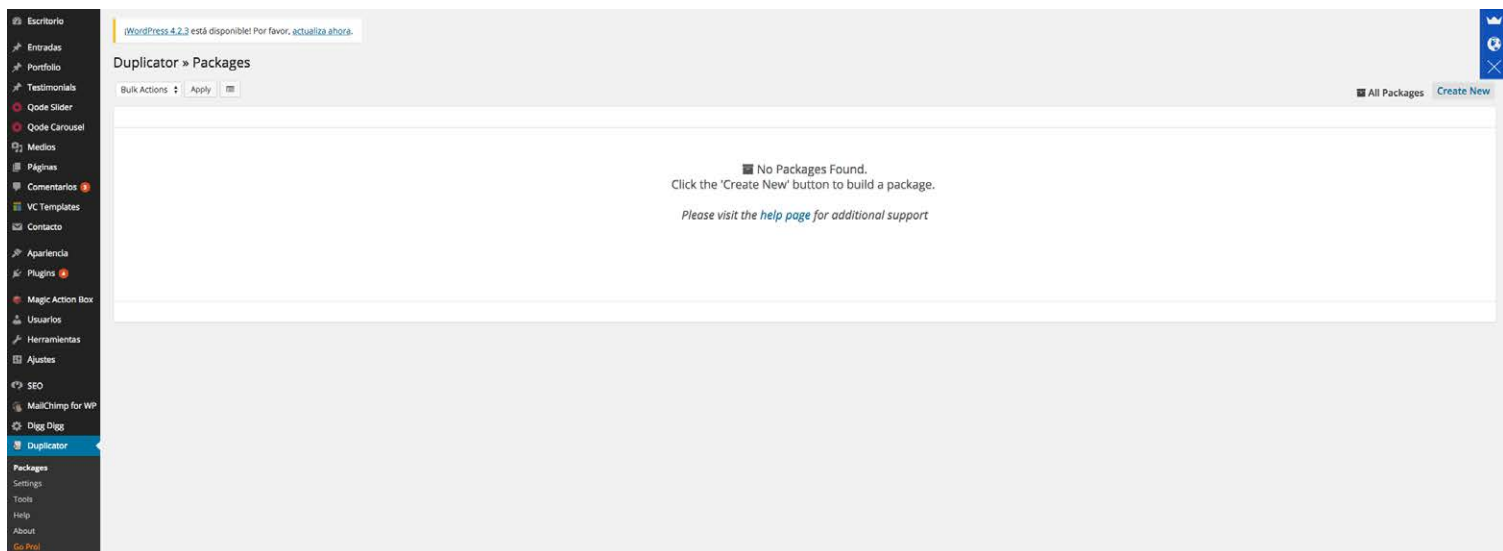 Escritorio
Entradas
Portfolio
Testimonials
Qode Slider
Qode Carousel
Medios
Páginas
Comentarios 3
VC Templates
Contacto
Apariencia
Plugins 4
Magic Action Box
Usuarios
Herramientas
Ajustes
SEO
MailChimp for WP
Digg Digg
Duplicator
Packages
Settings
Tools
Help
About
Go Pro!
¡WordPress 4.2.3 está disponible! Por favor, actualiza ahora.
Duplicator » Packages
Bulk Actions Apply
All Packages Create New
No Packages Found.
Click the 'Create New' button to build a package.
Please visit the help page for additional support